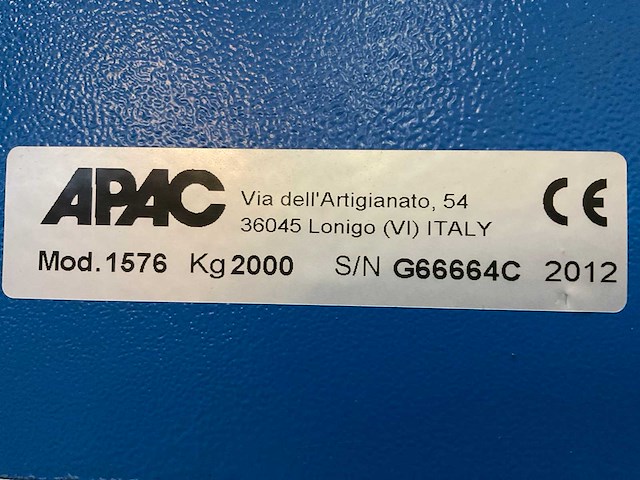 APAC
Via dell'Artigianato, 54
36045 Lonigo (VI) ITALY
CE
Mod.1576 Kg 2000 S/N G66664C 2012